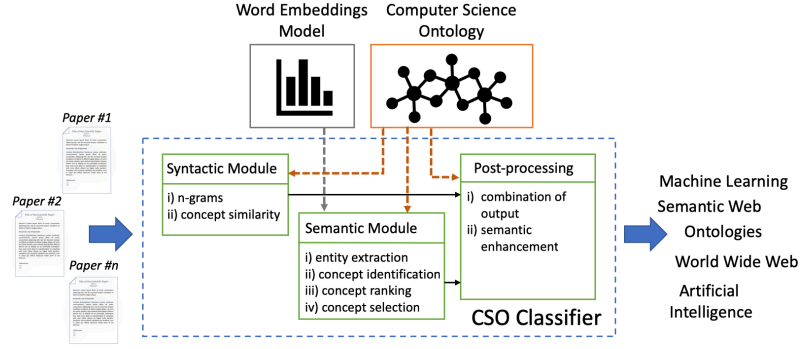 Word Embeddings
Model
Computer Science
Ontology
Paper #1
Paper #2
Paper #n
Syntactic Module
i) n-grams
ii) concept similarity
Semantic Module
i) entity extraction
ii) concept identification
iii) concept ranking
iv) concept selection
Post-processing
i) combination of
output
ii) semantic
enhancement
CSO Classifier
Machine Learning
Semantic Web
Ontologies
World Wide Web
Artificial
Intelligence